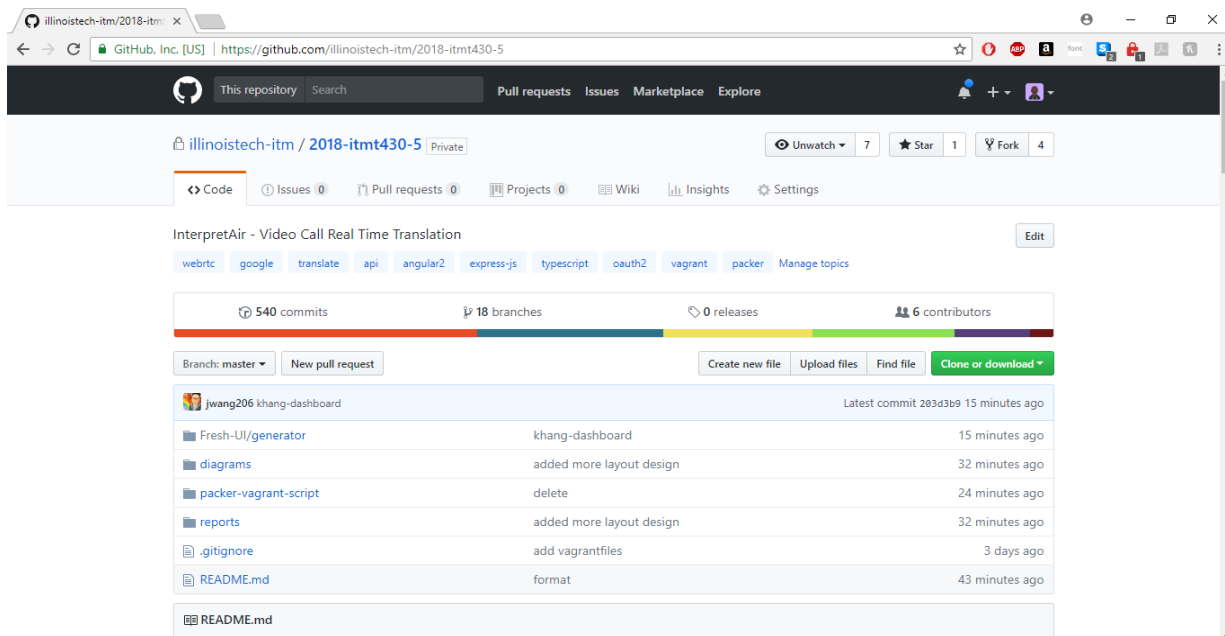 illinoistech-itm/2018-itm
GitHub, Inc. [US] | https://github.com/illinoistech-itm/2018-itmt430-5
ABP a font S 2 1
This repository Search Pull requests Issues Marketplace Explore
illinoistech-itm / 2018-itmt430-5 Private Unwatch 7 Star 1 Fork 4
Code Issues 0 Pull requests 0 Projects 0 Wiki Insights Settings
InterpretAir - Video Call Real Time Translation Edit
webrtc google translate api angular2 express-js typescript oauth2 vagrant packer Manage topics
540 commits 18 branches 0 releases 6 contributors
Branch: master New pull request Create new file Upload files Find file Clone or download
jwang206 khang-dashboard Latest commit 203d3b9 15 minutes ago
Fresh-UI/generator khang-dashboard 15 minutes ago
diagrams added more layout design 32 minutes ago
packer-vagrant-script delete 24 minutes ago
reports added more layout design 32 minutes ago
.gitignore add vagrantfiles 3 days ago
README.md format 43 minutes ago
README.md